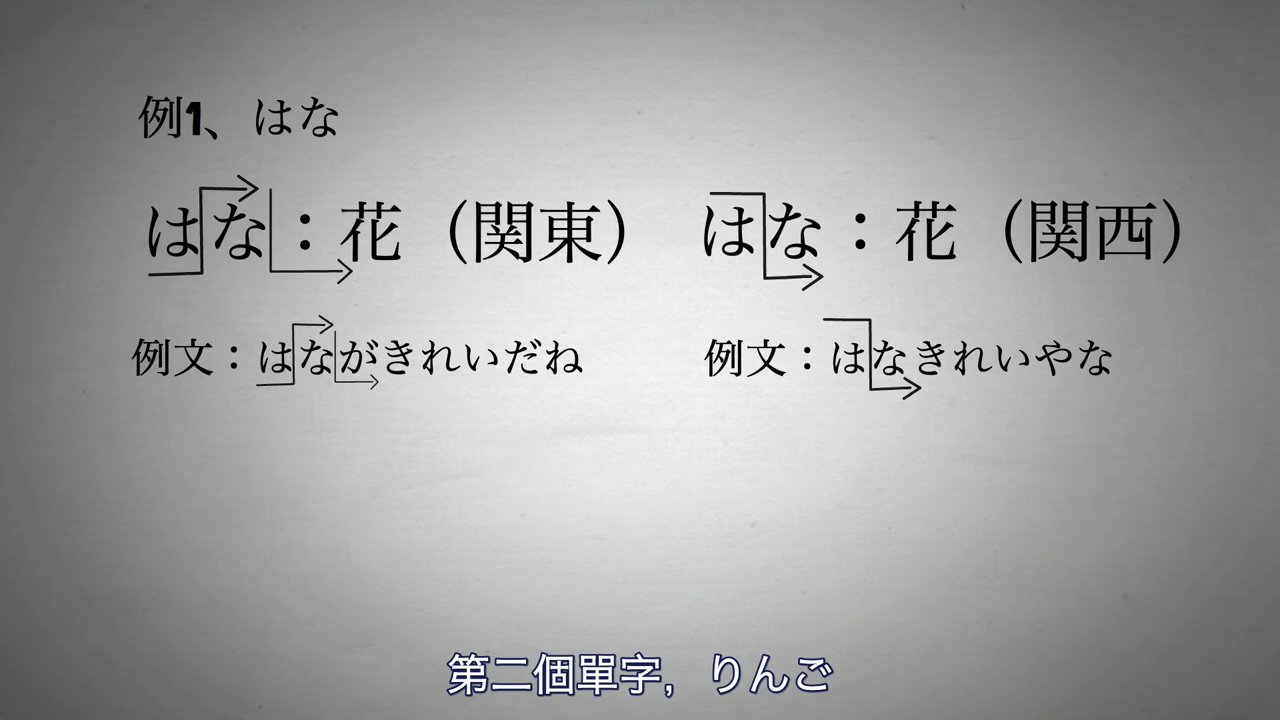 例1、はな
はな：花（関東）
はな：花（関西）
例文：はながきれいだね
例文：はなきれいやな
第二個單字，りんご